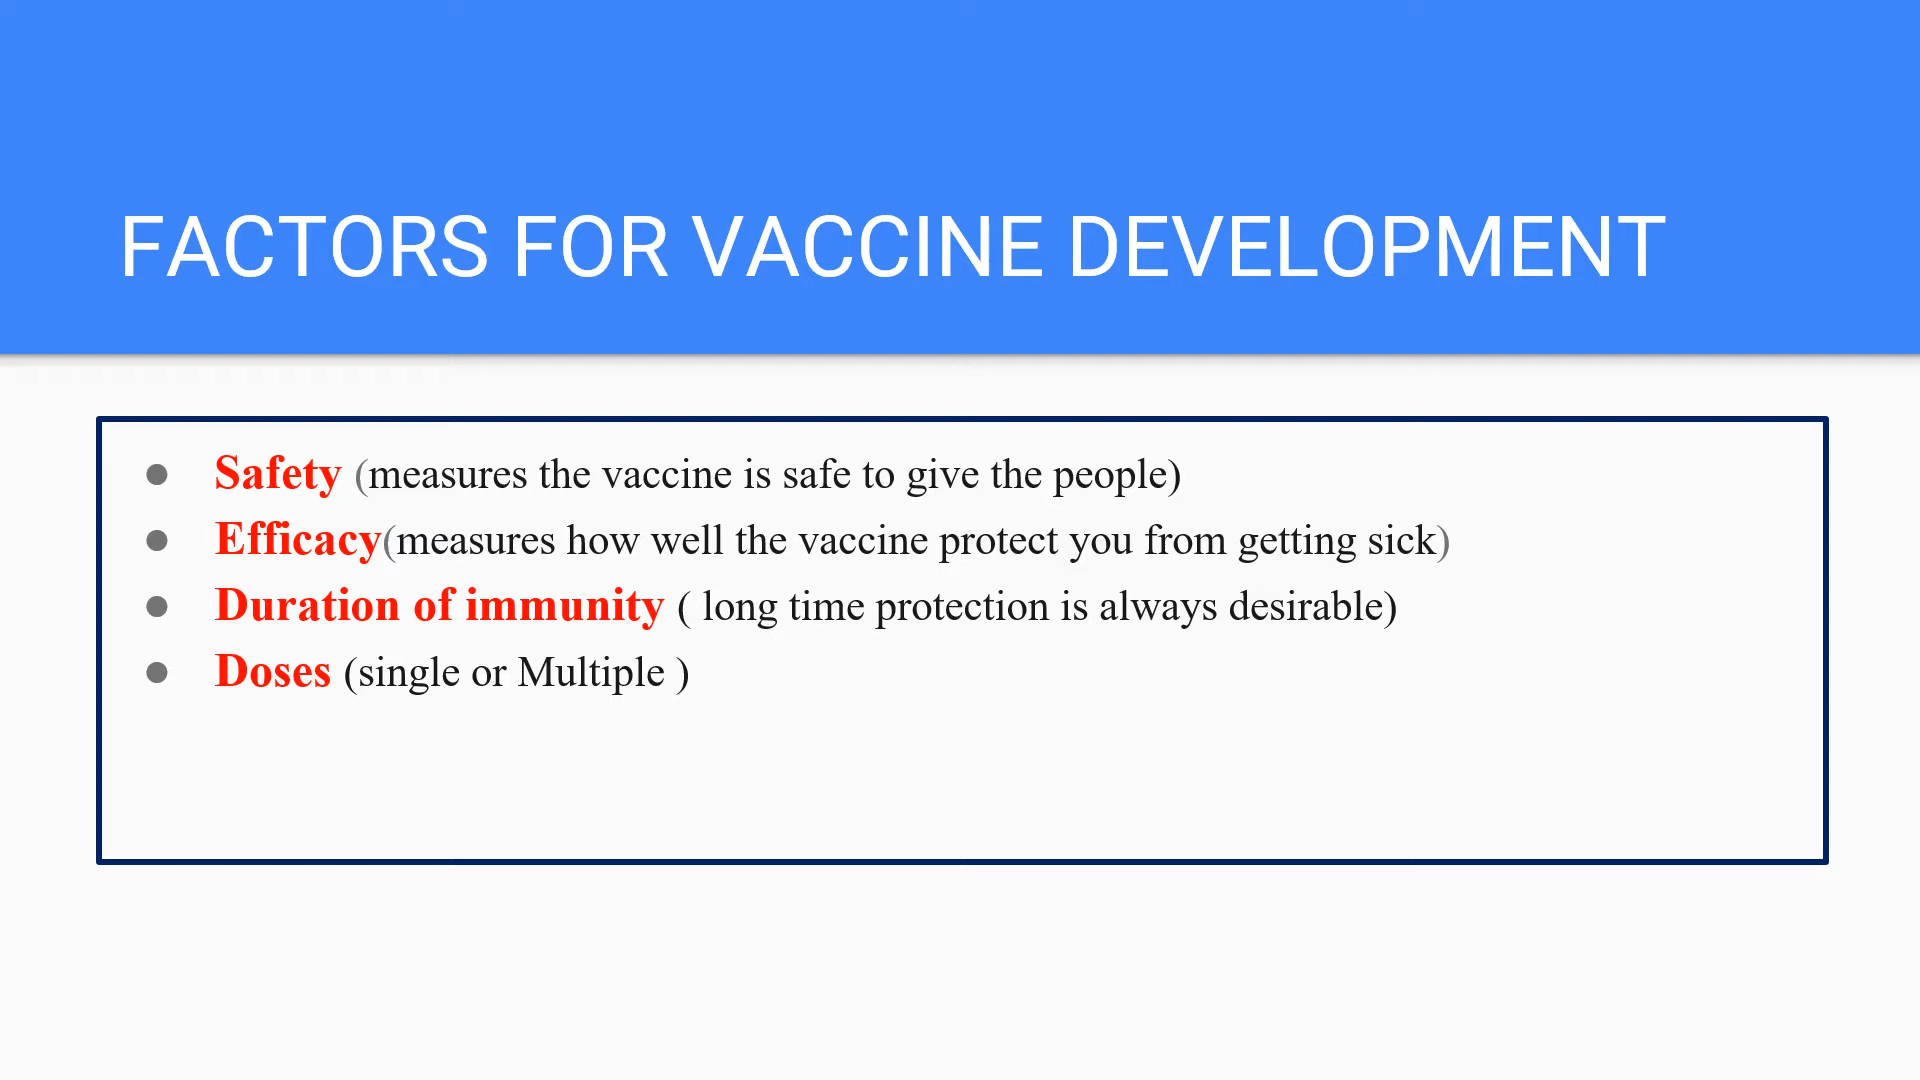 FACTORS FOR VACCINE DEVELOPMENT
● Safety (measures the vaccine is safe to give the people)
● Efficacy(measures how well the vaccine protect you from getting sick)
● Duration of immunity ( long time protection is always desirable)
● Doses (single or Multiple )